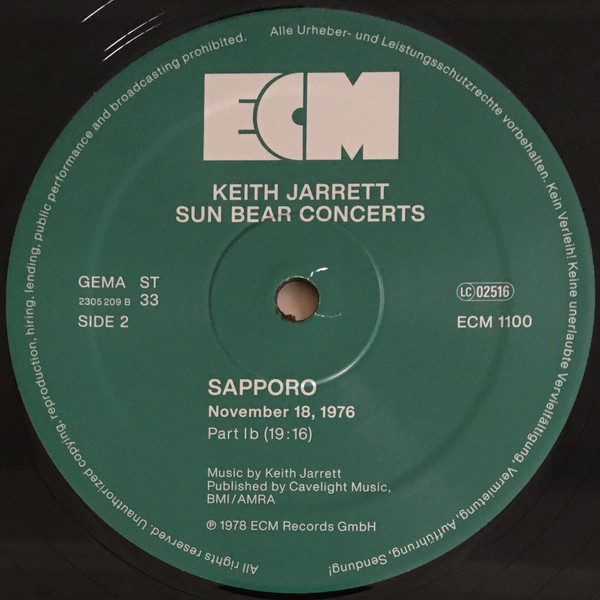 All rights reserved. Unauthorized copying, reproduction, hiring, lending, public performance and broadcasting prohibited.
Alle Urheber- und Leistungsschutzrechte vorbehalten. Kein Verleih! Keine unerlaubte Vervielfältigung, Vermietung, Aufführung, Sendung!
ECM
KEITH JARRETT
SUN BEAR CONCERTS
GEMA ST
2305 209 B 33
SIDE 2
LC 02516
ECM 1100
SAPPORO
November 18, 1976
Part Ib (19:16)
Music by Keith Jarrett
Published by Cavelight Music,
BMI/AMRA
℗ 1978 ECM Records GmbH